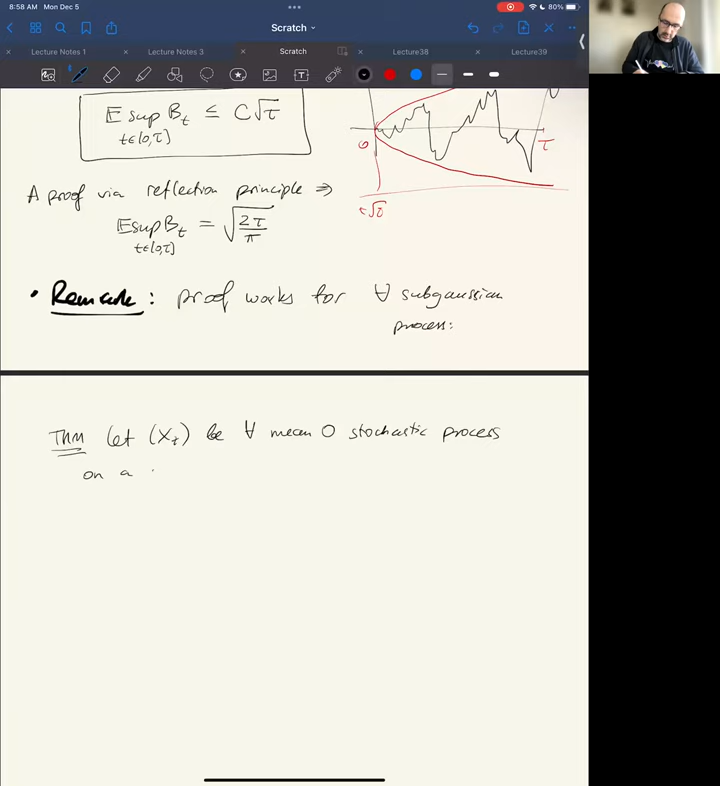 8:58 AM Mon Dec 5
80%
Scratch
Lecture Notes 1
Lecture Notes 3
Scratch
Lecture38
Lecture39
E sup B_t ≤ C√τ
t∈[0,τ]
0
τ
A proof via reflection principle ⇒
E sup B_t = √(2τ/π)
t∈[0,τ]
• Remark: proof works for ∀ subgaussian
process:
THM Let (X_t) be ∀ mean 0 stochastic process
on a